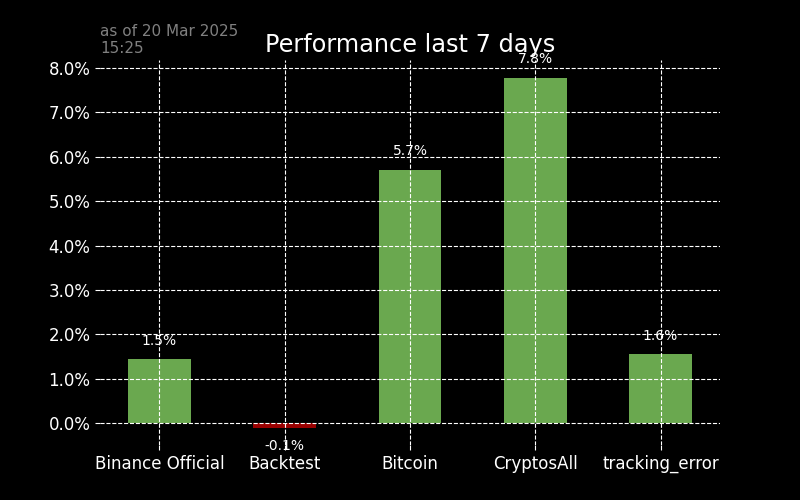 as of 20 Mar 2025
15:25
Performance last 7 days
8.0%
7.0%
6.0%
5.0%
4.0%
3.0%
2.0%
1.0%
0.0%
1.5%
-0.1%
5.7%
7.8%
1.6%
Binance Official
Backtest
Bitcoin
CryptosAll
tracking_error